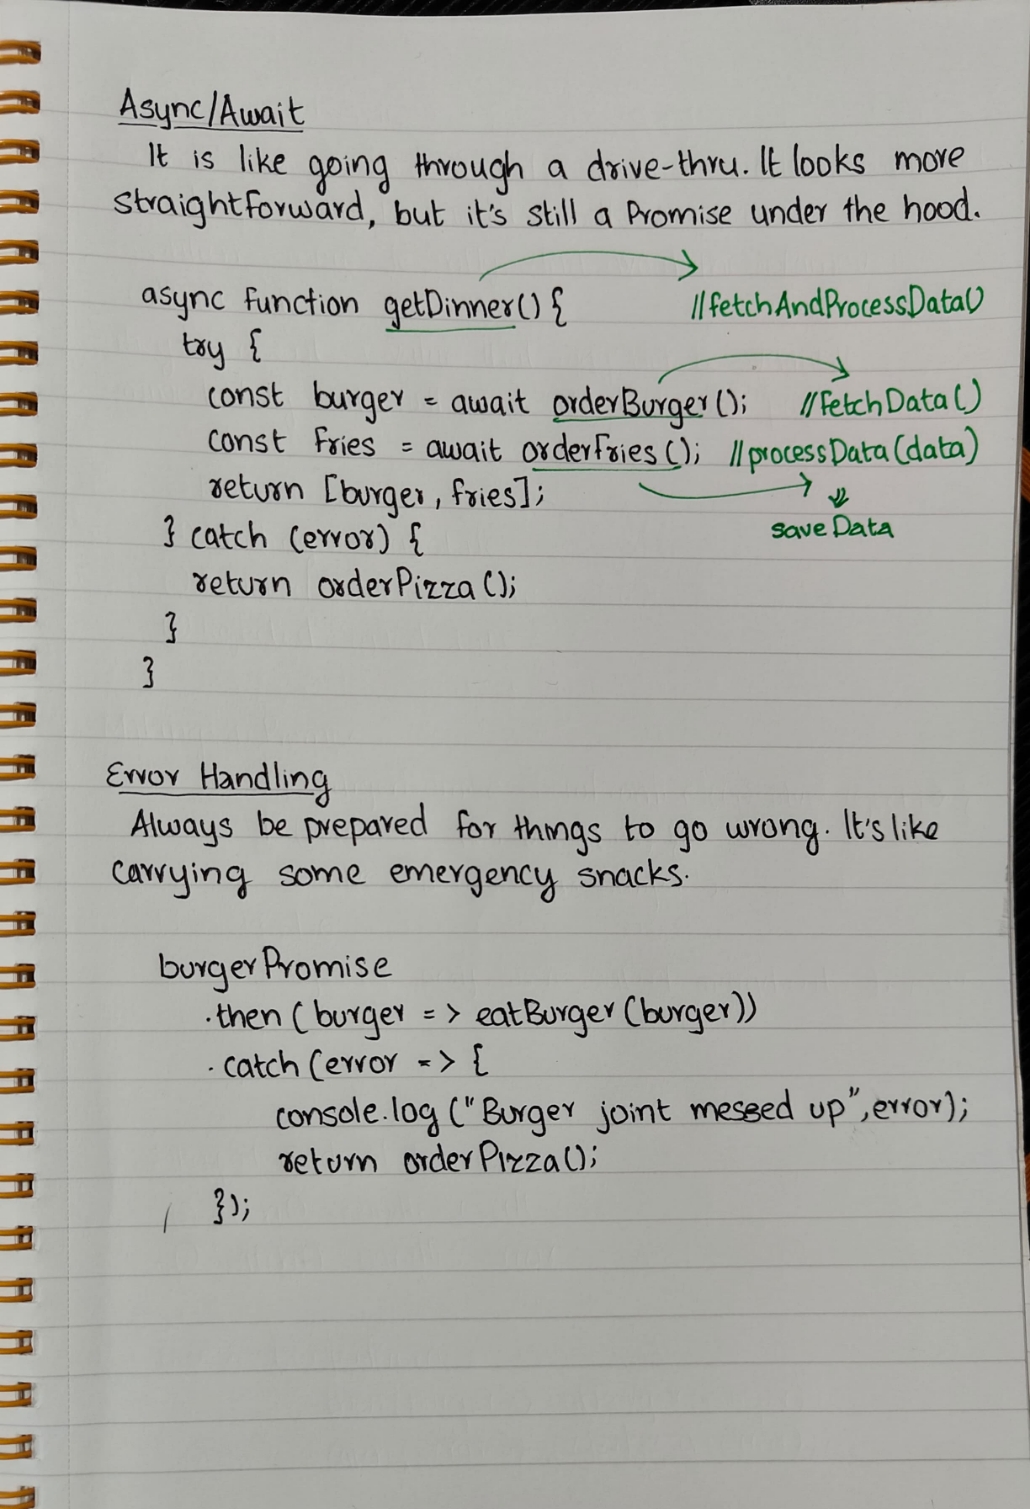 Async/Await
It is like going through a drive-thru. It looks more
straightforward, but it's still a Promise under the hood.
async function getDinner() { //fetchAndProcessData()
try {
const burger = await orderBurger(); //fetchData()
const fries = await orderfries(); //processData(data)
return [burger, fries];
saveData
} catch (error) {
return orderPizza();
}
}
Error Handling
Always be prepared for things to go wrong. It's like
carrying some emergency snacks.
burgerPromise
.then (burger => eatBurger(burger))
.catch (error => {
console.log ("Burger joint messed up", error);
return orderPizza();
});